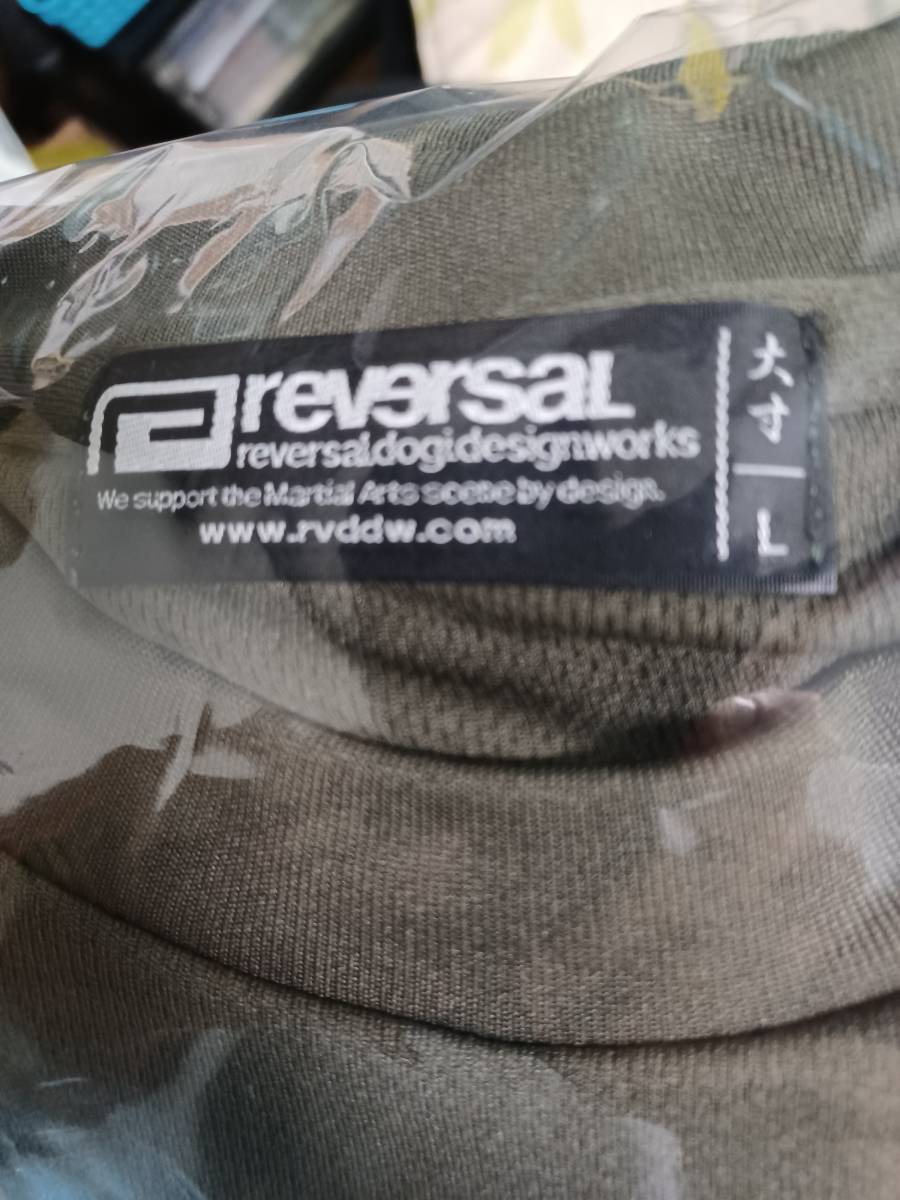 reversal
reversaldogidesignworks
We support the Martial Arts scene by design.
www.rvddw.com
大
寸
L